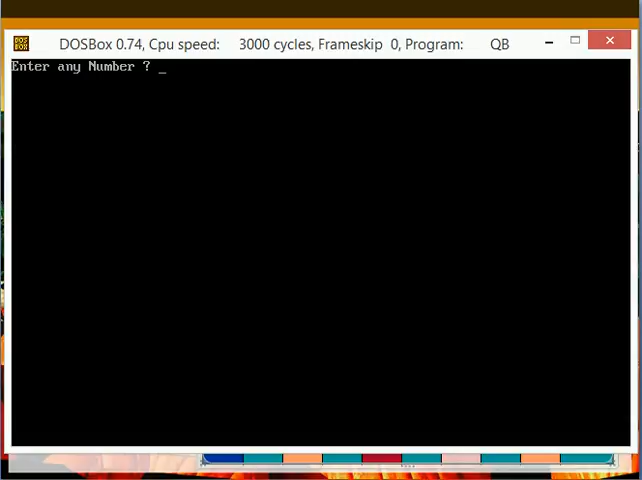 DOSBox 0.74, Cpu speed: 3000 cycles, Frameskip 0, Program: QB
Enter any Number ? _